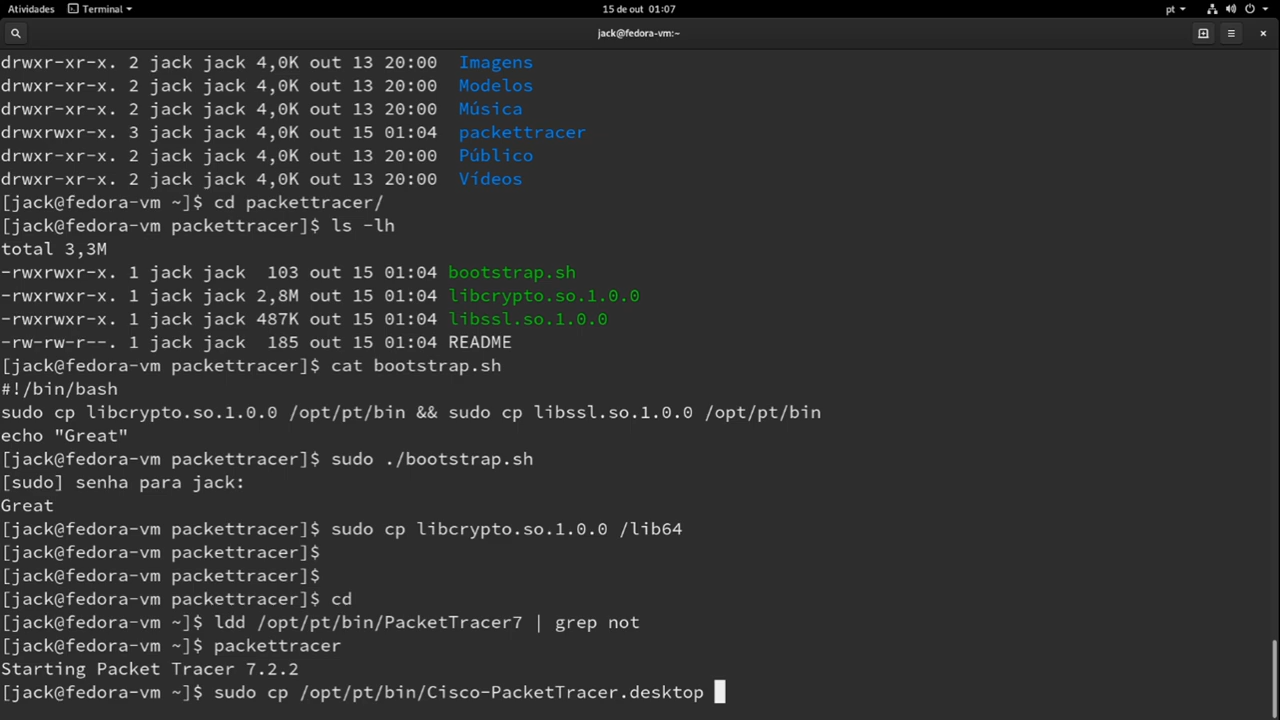 Atividades Terminal 15 de out 01:07 pt
jack@fedora-vm:~
drwxr-xr-x. 2 jack jack 4,0K out 13 20:00 Imagens
drwxr-xr-x. 2 jack jack 4,0K out 13 20:00 Modelos
drwxr-xr-x. 2 jack jack 4,0K out 13 20:00 Música
drwxrwxr-x. 3 jack jack 4,0K out 15 01:04 packettracer
drwxr-xr-x. 2 jack jack 4,0K out 13 20:00 Público
drwxr-xr-x. 2 jack jack 4,0K out 13 20:00 Vídeos
[jack@fedora-vm ~]$ cd packettracer/
[jack@fedora-vm packettracer]$ ls -lh
total 3,3M
-rwxrwxr-x. 1 jack jack 103 out 15 01:04 bootstrap.sh
-rwxrwxr-x. 1 jack jack 2,8M out 15 01:04 libcrypto.so.1.0.0
-rwxrwxr-x. 1 jack jack 487K out 15 01:04 libssl.so.1.0.0
-rw-rw-r--. 1 jack jack 185 out 15 01:04 README
[jack@fedora-vm packettracer]$ cat bootstrap.sh
#!/bin/bash
sudo cp libcrypto.so.1.0.0 /opt/pt/bin && sudo cp libssl.so.1.0.0 /opt/pt/bin
echo "Great"
[jack@fedora-vm packettracer]$ sudo ./bootstrap.sh
[sudo] senha para jack:
Great
[jack@fedora-vm packettracer]$ sudo cp libcrypto.so.1.0.0 /lib64
[jack@fedora-vm packettracer]$
[jack@fedora-vm packettracer]$
[jack@fedora-vm packettracer]$ cd
[jack@fedora-vm ~]$ ldd /opt/pt/bin/PacketTracer7 | grep not
[jack@fedora-vm ~]$ packettracer
Starting Packet Tracer 7.2.2
[jack@fedora-vm ~]$ sudo cp /opt/pt/bin/Cisco-PacketTracer.desktop